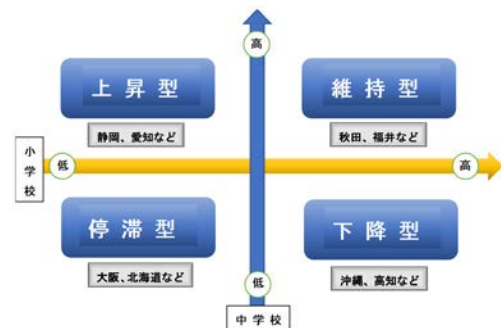 高
上昇型
維持型
静岡、愛知など
秋田、福井など
小学校
低
高
停滞型
下降型
大阪、北海道など
沖縄、高知など
低
中学校